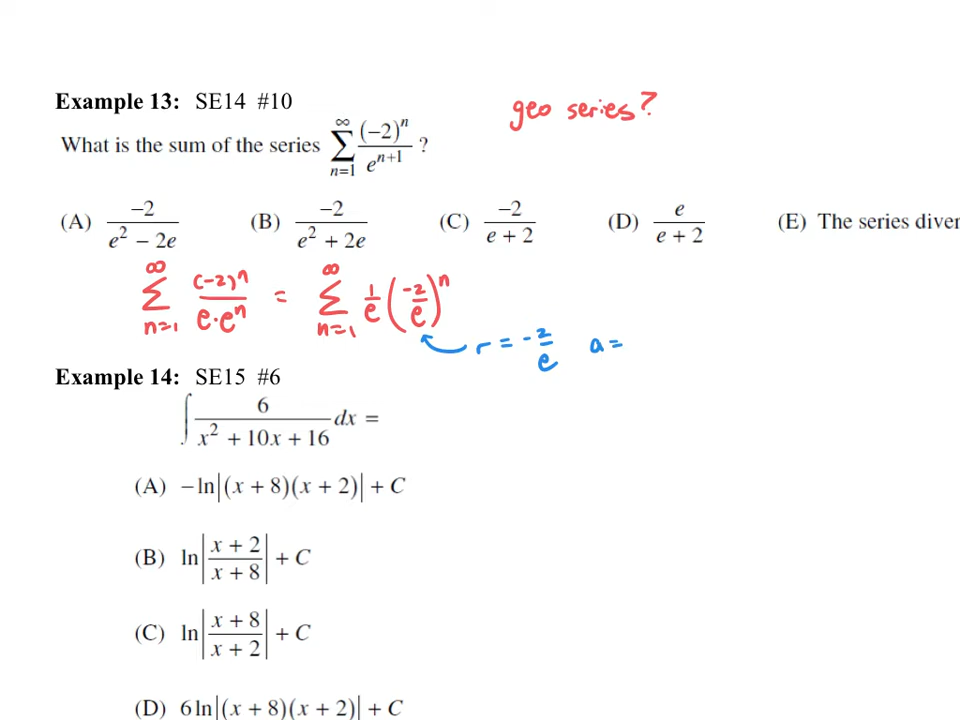 Example 13: SE14 #10
geo series?
What is the sum of the series ∑_{n=1}^{∞} (−2)^n / e^{n+1} ?
(A) −2/(e² − 2e) (B) −2/(e² + 2e) (C) −2/(e + 2) (D) e/(e + 2) (E) The series diver
∑_{n=1}^{∞} (-2)^n / (e·e^n) = ∑_{n=1}^{∞} 1/e (-2/e)^n
r = -2/e a =
Example 14: SE15 #6
∫ 6/(x² + 10x + 16) dx =
(A) −ln|(x + 8)(x + 2)| + C
(B) ln|(x + 2)/(x + 8)| + C
(C) ln|(x + 8)/(x + 2)| + C
(D) 6 ln|(x + 8)(x + 2)| + C